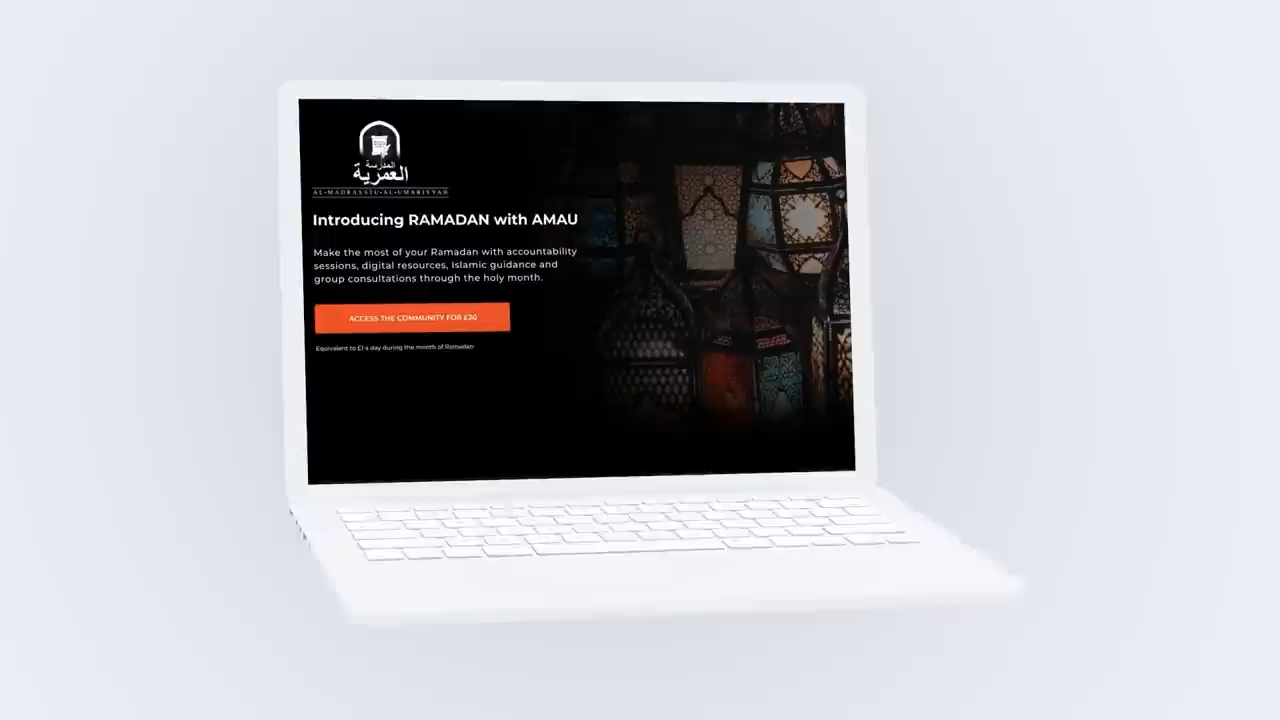 المدرسة
العمرية
AL•MADRASATU•AL•UMARIYYAH
Introducing RAMADAN with AMAU
Make the most of your Ramadan with accountability
sessions, digital resources, Islamic guidance and
group consultations through the holy month.
ACCESS THE COMMUNITY FOR £30
Equivalent to £1 a day during the month of Ramadan